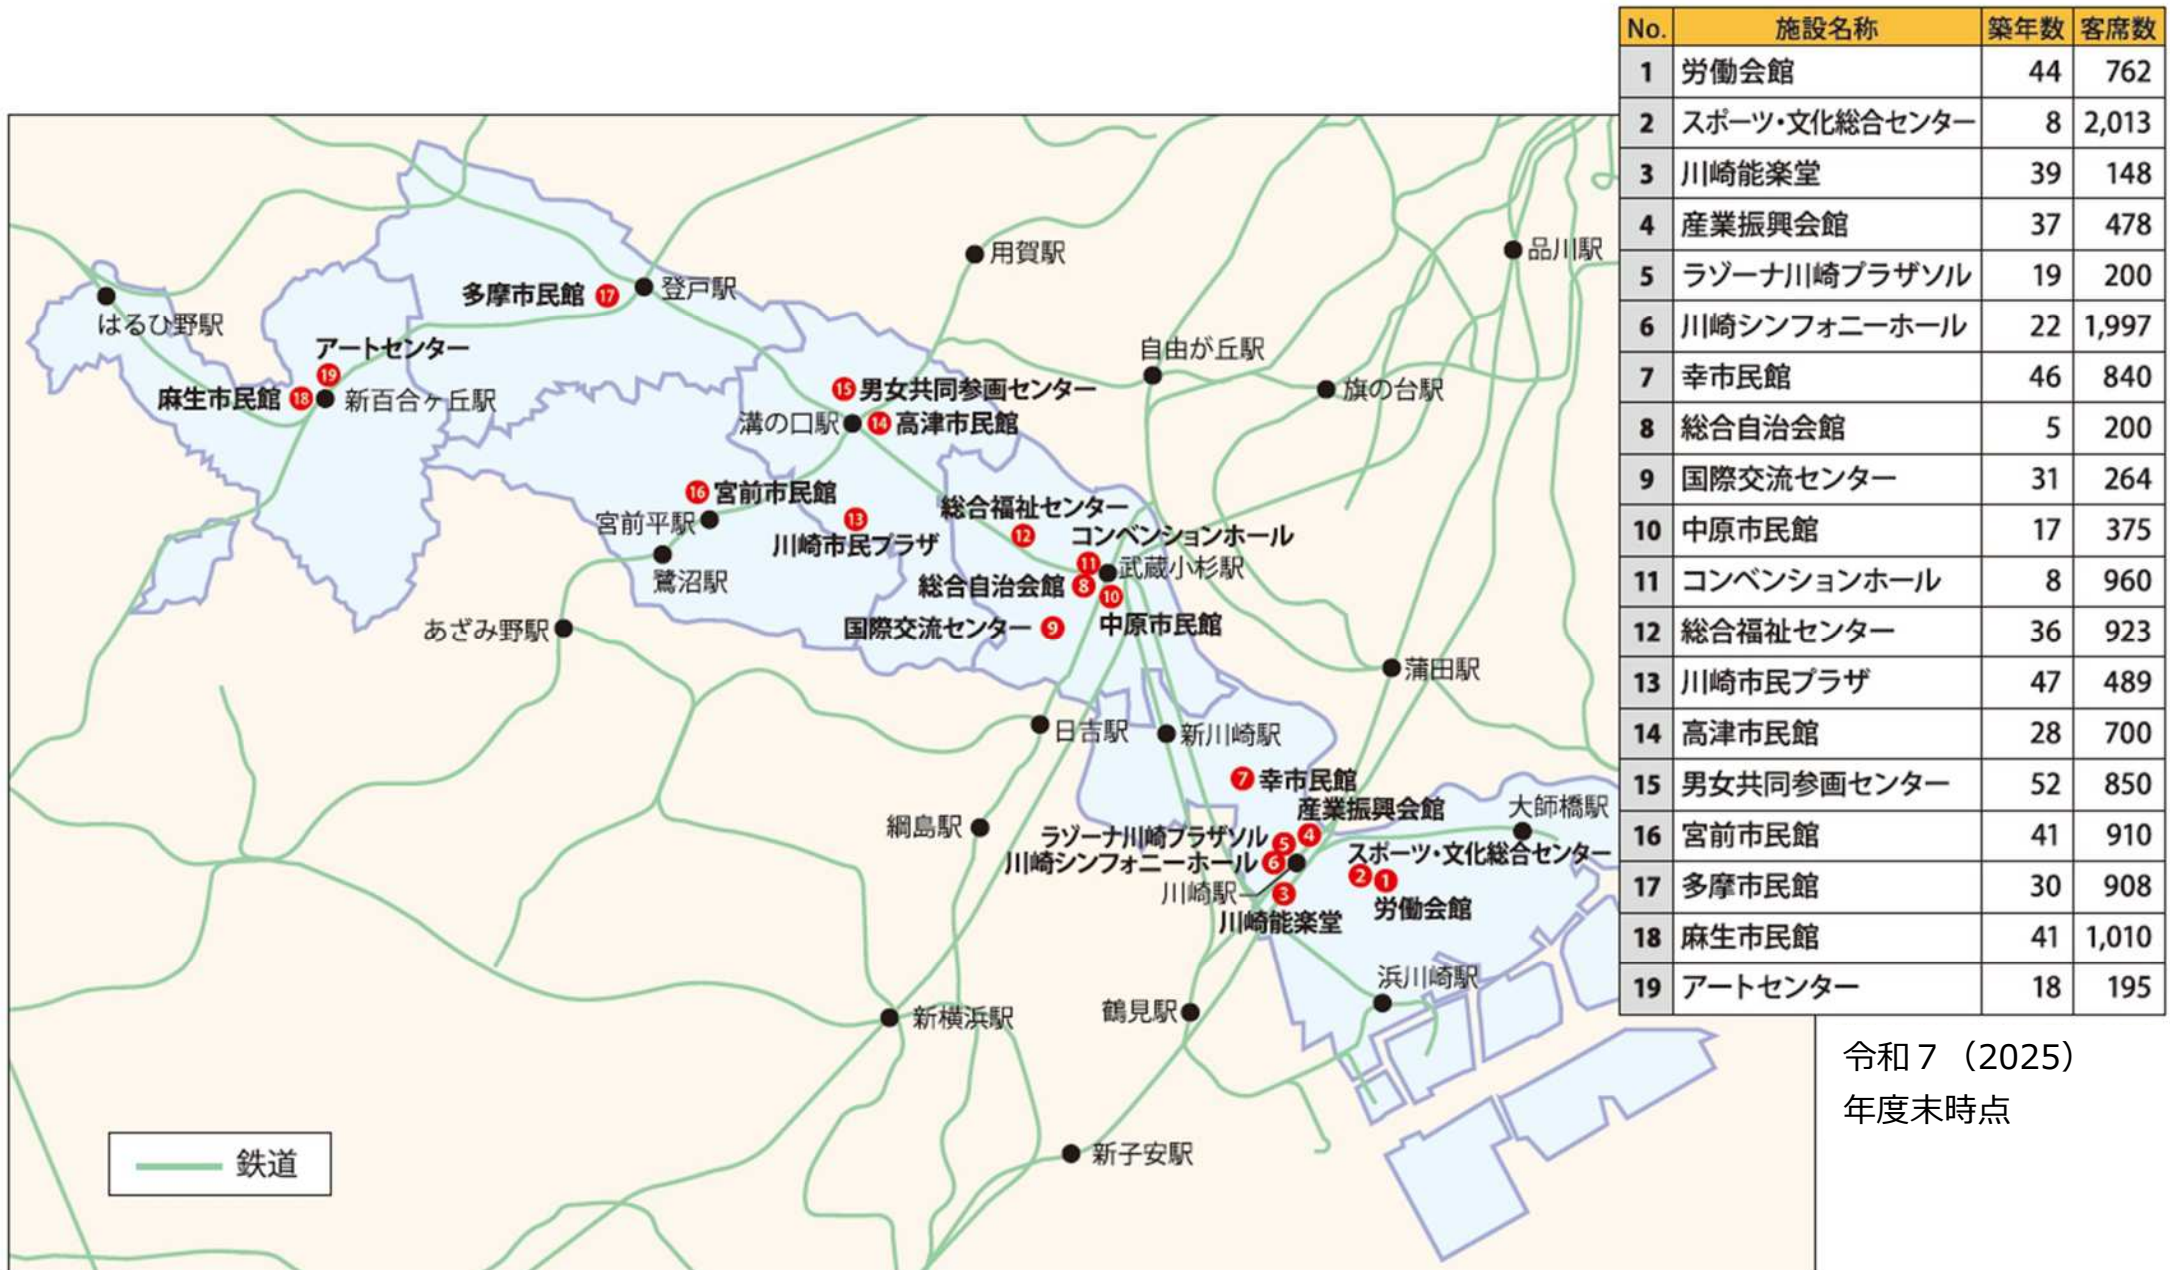 No. 施設名称 築年数 客席数
1 労働会館 44 762
2 スポーツ・文化総合センター 8 2,013
3 川崎能楽堂 39 148
4 産業振興会館 37 478
5 ラゾーナ川崎プラザソル 19 200
6 川崎シンフォニーホール 22 1,997
7 幸市民館 46 840
8 総合自治会館 5 200
9 国際交流センター 31 264
10 中原市民館 17 375
11 コンベンションホール 8 960
12 総合福祉センター 36 923
13 川崎市民プラザ 47 489
14 高津市民館 28 700
15 男女共同参画センター 52 850
16 宮前市民館 41 910
17 多摩市民館 30 908
18 麻生市民館 41 1,010
19 アートセンター 18 195
令和7(2025)
年度末時点
用賀駅
品川駅
多摩市民館 17
登戸駅
はるひ野駅
アートセンター
19
麻生市民館 18
新百合ヶ丘駅
自由が丘駅
旗の台駅
15 男女共同参画センター
溝の口駅
14 高津市民館
16 宮前市民館
宮前平駅
13
川崎市民プラザ
鷺沼駅
総合福祉センター
12
コンベンションホール
11
武蔵小杉駅
総合自治会館 8
10
国際交流センター 9
中原市民館
あざみ野駅
蒲田駅
日吉駅
新川崎駅
7 幸市民館
産業振興会館
4
大師橋駅
綱島駅
ラゾーナ川崎プラザソル 5
川崎シンフォニーホール 6
スポーツ・文化総合センター
2 1
川崎駅
3
労働会館
川崎能楽堂
浜川崎駅
鶴見駅
新横浜駅
新子安駅
鉄道